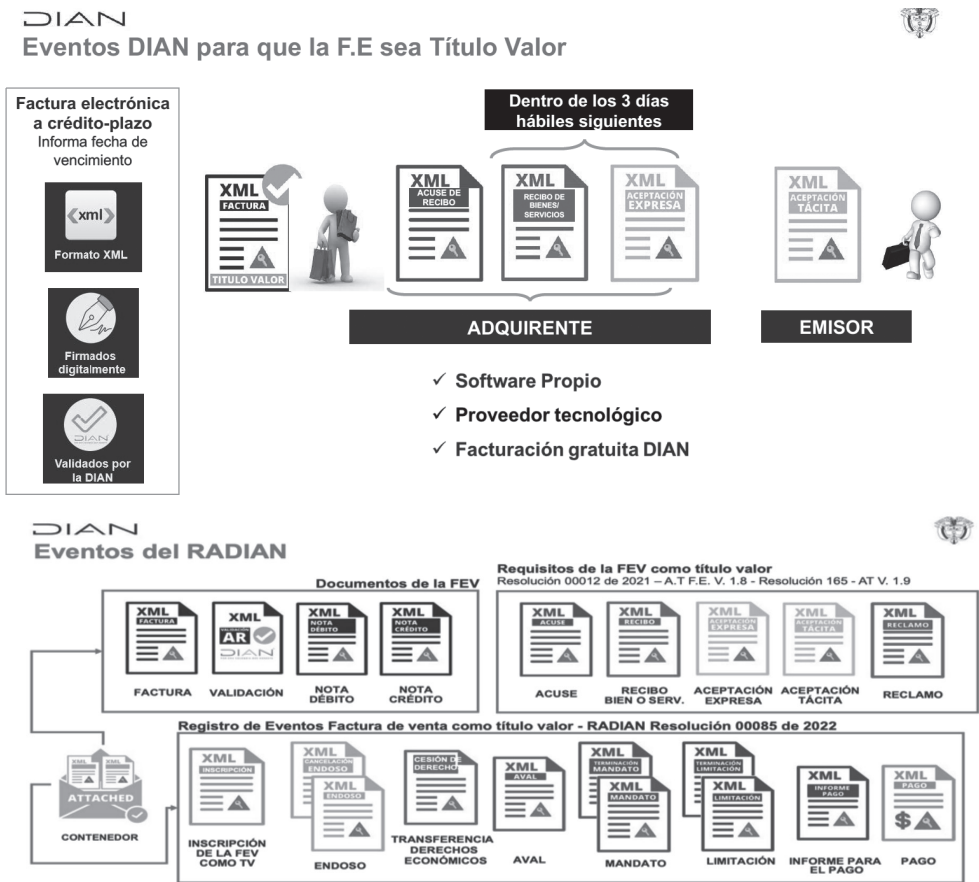 DIAN
Eventos DIAN para que la F.E sea Título Valor
Factura electrónica
a crédito-plazo
Informa fecha de
vencimiento
xml
Formato XML
Firmados
digitalmente
DIAN
Validados por
la DIAN
Dentro de los 3 días
hábiles siguientes
XML
FACTURA
TITULO VALOR
XML
ACUSE DE
RECIBO
XML
RECIBO DE
BIENES/
SERVICIOS
XML
ACEPTACIÓN
EXPRESA
XML
ACEPTACIÓN
TÁCITA
ADQUIRENTE
EMISOR
✓ Software Propio
✓ Proveedor tecnológico
✓ Facturación gratuita DIAN
DIAN
Eventos del RADIAN
Documentos de la FEV
XML
FACTURA
XML
AR
DIAN
XML
NOTA
DÉBITO
XML
NOTA
CRÉDITO
FACTURA
VALIDACIÓN
NOTA
DÉBITO
NOTA
CRÉDITO
Requisitos de la FEV como título valor
Resolución 00012 de 2021 – A.T F.E. V. 1.8 - Resolución 165 - AT V. 1.9
XML
ACUSE
XML
RECIBO
XML
ACEPTACIÓN
EXPRESA
XML
ACEPTACIÓN
TÁCITA
XML
RECLAMO
ACUSE
RECIBO
BIEN O SERV.
ACEPTACIÓN
EXPRESA
ACEPTACIÓN
TÁCITA
RECLAMO
Registro de Eventos Factura de venta como título valor - RADIAN Resolución 00085 de 2022
XML
XML
ATTACHED
CONTENEDOR
XML
INSCRIPCIÓN
INSCRIPCIÓN
DE LA FEV
COMO TV
XML
CANCELACIÓN
ENDOSO
XML
ENDOSO
ENDOSO
XML
CESIÓN DE
DERECHO
TRANSFERENCIA
DERECHOS
ECONÓMICOS
XML
AVAL
AVAL
XML
TERMINACIÓN
MANDATO
XML
MANDATO
MANDATO
XML
TERMINACIÓN
LIMITACIÓN
XML
LIMITACIÓN
LIMITACIÓN
XML
INFORME
PAGO
INFORME PARA
EL PAGO
XML
PAGO
$
PAGO